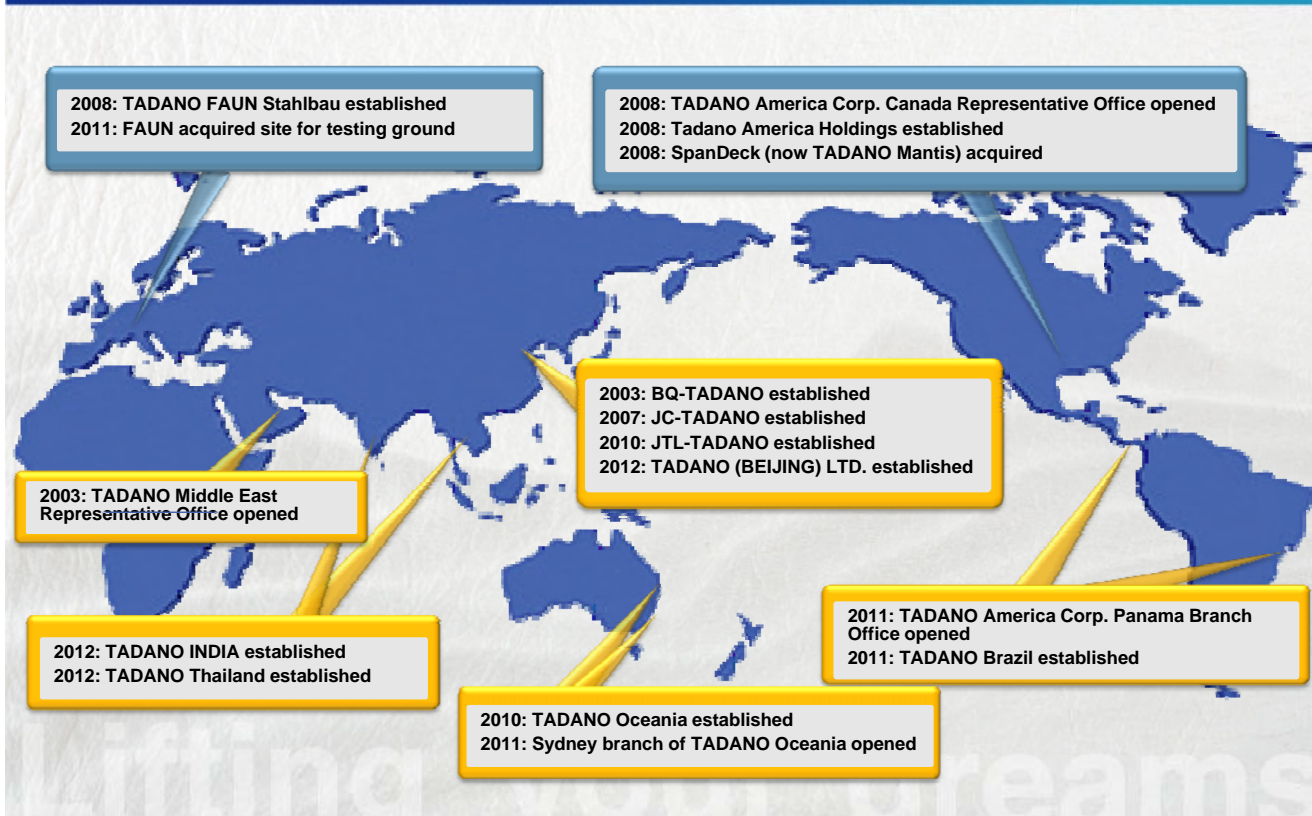 2008: TADANO FAUN Stahlbau established
2011: FAUN acquired site for testing ground
2008: TADANO America Corp. Canada Representative Office opened
2008: Tadano America Holdings established
2008: SpanDeck (now TADANO Mantis) acquired
2003: BQ-TADANO established
2007: JC-TADANO established
2010: JTL-TADANO established
2012: TADANO (BEIJING) LTD. established
2003: TADANO Middle East
Representative Office opened
2012: TADANO INDIA established
2012: TADANO Thailand established
2011: TADANO America Corp. Panama Branch
Office opened
2011: TADANO Brazil established
2010: TADANO Oceania established
2011: Sydney branch of TADANO Oceania opened
Lifting your dreams